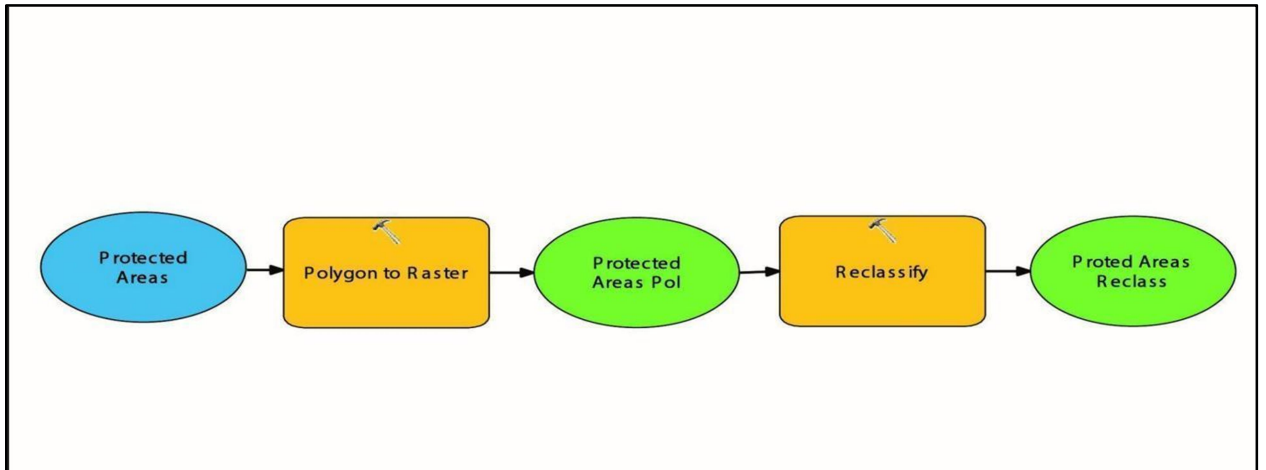 Protected
Areas
Polygon to Raster
Protected
Areas Pol
Reclassify
Proted Areas
Reclass